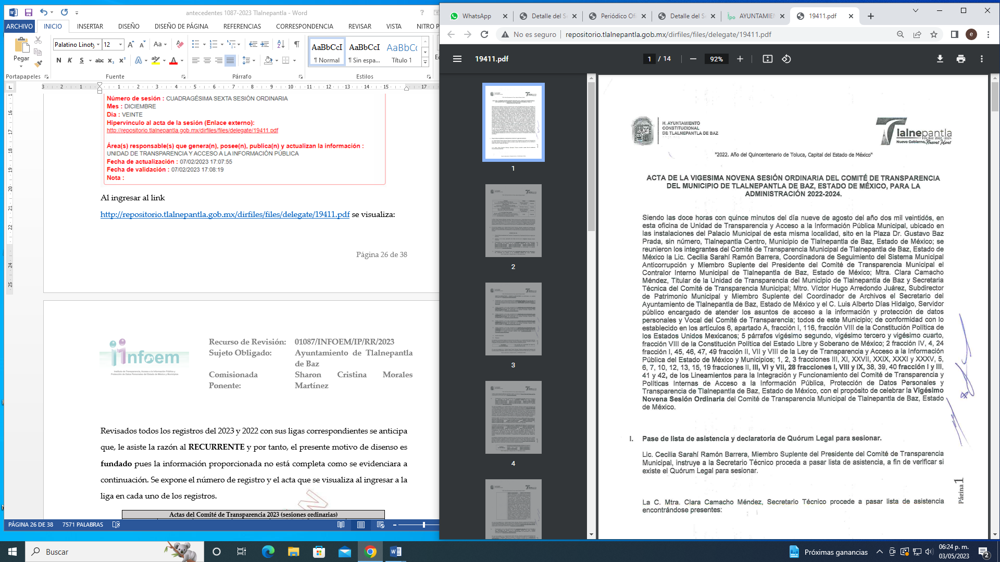 antecedentes 1087-2023 Tlalnepantla - Word
ARCHIVO INICIO INSERTAR DISEÑO DISEÑO DE PÁGINA REFERENCIAS CORRESPONDENCIA REVISAR VISTA NITRO P
Palatino Linoty 12
Pegar
N K S abc x₂ x²
AaBbCcI AaBbCcI AaBbCc
¶ Normal ¶ Sin espa... Título 1
Portapapeles Fuente Párrafo Estilos
Número de sesión : CUADRAGÉSIMA SEXTA SESIÓN ORDINARIA
Mes : DICIEMBRE
Dia : VEINTE
Hipervínculo al acta de la sesión (Enlace externo):
http://repositorio.tlalnepantla.gob.mx/dirfiles/files/delegate/19411.pdf
Área(s) responsable(s) que genera(n), posee(n), publica(n) y actualizan la información :
UNIDAD DE TRANSPARENCIA Y ACCESO A LA INFORMACIÓN PÚBLICA
Fecha de actualización : 07/02/2023 17:07:55
Fecha de validación : 07/02/2023 17:08:19
Nota :
Al ingresar al link
http://repositorio.tlalnepantla.gob.mx/dirfiles/files/delegate/19411.pdf se visualiza:
Página 26 de 38
infoem
Instituto de Transparencia, Acceso a la Información Pública y
Protección de Datos Personales del Estado de México y Municipios
Recurso de Revisión: 01087/INFOEM/IP/RR/2023
Sujeto Obligado: Ayuntamiento de Tlalnepantla
de Baz
Comisionada Sharon Cristina Morales
Ponente: Martínez
Revisados todos los registros del 2023 y 2022 con sus ligas correspondientes se anticipa
que, le asiste la razón al RECURRENTE y por tanto, el presente motivo de disenso es
fundado pues la información proporcionada no está completa como se evidenciara a
continuación. Se expone el número de registro y el acta que se visualiza al ingresar a la
liga en cada uno de los registros.
Actas del Comité de Transparencia 2023 (sesiones ordinarias)
PÁGINA 26 DE 38 7571 PALABRAS
WhatsApp Detalle del S Periódico Ofi Detalle del S AYUNTAMIEN 19411.pdf
No es seguro repositorio.tlalnepantla.gob.mx/dirfiles/files/delegate/19411.pdf
19411.pdf 1 / 14 92%
1
2
3
4
H. AYUNTAMIENTO
CONSTITUCIONAL
DE TLALNEPANTLA DE BAZ
Tlalnepantla
de Baz 2022 - 2024
Nuevo Gobierno, Nuevas Ideas
"2022. Año del Quincentenario de Toluca, Capital del Estado de México"
ACTA DE LA VIGESIMA NOVENA SESIÓN ORDINARIA DEL COMITÉ DE TRANSPARENCIA
DEL MUNICIPIO DE TLALNEPANTLA DE BAZ, ESTADO DE MÉXICO, PARA LA
ADMINISTRACIÓN 2022-2024.
Siendo las doce horas con quince minutos del día nueve de agosto del año dos mil veintidós, en
esta oficina de Unidad de Transparencia y Acceso a la Información Pública Municipal, ubicado en
las instalaciones del Palacio Municipal de esta misma localidad, sito en la Plaza Dr. Gustavo Baz
Prada, sin número, Tlalnepantla Centro, Municipio de Tlalnepantla de Baz, Estado de México; se
reunieron los integrantes del Comité de Transparencia Municipal de Tlalnepantla de Baz, Estado de
México la Lic. Cecilia Sarahí Ramón Barrera, Coordinadora de Seguimiento del Sistema Municipal
Anticorrupción y Miembro Suplente del Presidente del Comité de Transparencia Municipal el
Contralor Interno Municipal de Tlalnepantla de Baz, Estado de México; Mtra. Clara Camacho
Méndez, Titular de la Unidad de Transparencia del Municipio de Tlalnepantla de Baz y Secretaria
Técnica del Comité de Transparencia Municipal; Mtro. Víctor Hugo Arredondo Juárez, Subdirector
de Patrimonio Municipal y Miembro Suplente del Coordinador de Archivos el Secretario del
Ayuntamiento de Tlalnepantla de Baz, Estado de México y el C. Luis Alberto Días Hidalgo, Servidor
público encargado de atender los asuntos de acceso a la información y protección de datos
personales y Vocal del Comité de Transparencia; todos de este Municipio; de conformidad con lo
establecido en los artículos 6, apartado A, fracción I, 116, fracción VIII de la Constitución Política de
los Estados Unidos Mexicanos; 5 párrafos vigésimo segundo, vigésimo tercero y vigésimo cuarto,
fracción VIII de la Constitución Política del Estado Libre y Soberano de México; 2 fracción IV, 4, 24
fracción I, 45, 46, 47, 49 fracción II, VII y VIII de la Ley de Transparencia y Acceso a la Información
Pública del Estado de México y Municipios; 1, 2, 3 fracciones III, XI, XXVII, XXIX, XXXI y XXXV, 5,
6, 7, 10, 12, 13, 15, 19 fracciones II, III, VI y VII, 28 fracciones I, VIII y IX, 38, 39, 40 fracción I y III,
41 y 42, de los Lineamientos para la Integración y Funcionamiento del Comité de Transparencia y
Políticas Internas de Acceso a la Información Pública, Protección de Datos Personales y
Transparencia de Tlalnepantla de Baz, Estado de México, con el propósito de celebrar la Vigésimo
Novena Sesión Ordinaria del Comité de Transparencia Municipal de Tlalnepantla de Baz, Estado
de México.
I. Pase de lista de asistencia y declaratoria de Quórum Legal para sesionar.
Lic. Cecilia Sarahí Ramón Barrera, Miembro Suplente del Presidente del Comité de Transparencia
Municipal, instruye a la Secretario Técnico proceda a pasar lista de asistencia, a fin de verificar si
existe el Quórum Legal para sesionar.
Página 1
La C. Mtra. Clara Camacho Méndez, Secretario Técnico procede a pasar lista de asistencia
encontrándose presentes:
Buscar
Próximas ganancias
06:24 p. m.
03/05/2023
2